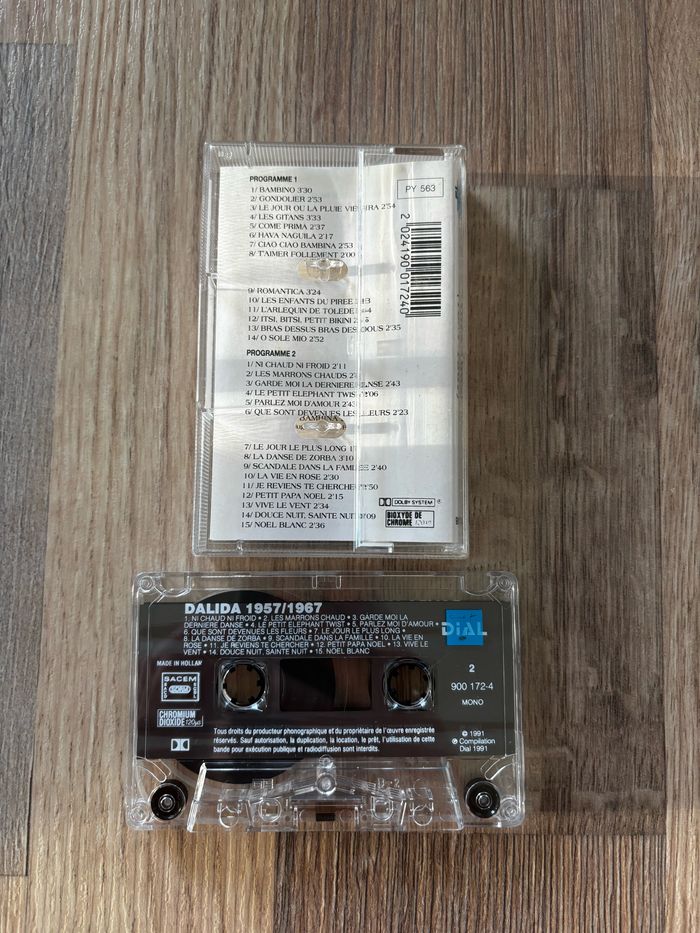 PROGRAMME 1
1/ BAMBINO 3'30
2/ GONDOLIER 2'53
3/ LE JOUR OU LA PLUIE VIENDRA 2'54
4/ LES GITANS 3'33
5/ COME PRIMA 2'37
6/ HAVA NAGUILA 2'17
7/ CIAO CIAO BAMBINA 2'53
8/ T'AIMER FOLLEMENT 2'00
9/ ROMANTICA 3'24
10/ LES ENFANTS DU PIREE
11/ L'ARLEQUIN DE TOLEDE
12/ ITSI, BITSI, PETIT BIKINI
13/ BRAS DESSUS BRAS DESSOUS 2'35
14/ O SOLE MIO 2'52
PROGRAMME 2
1/ NI CHAUD NI FROID 2'11
2/ LES MARRONS CHAUDS
3/ GARDE MOI LA DERNIERE DANSE 2'43
4/ LE PETIT ELEPHANT TWIST 2'06
5/ PARLEZ MOI D'AMOUR
6/ QUE SONT DEVENUES LES FLEURS 2'23
BAMBINA
7/ LE JOUR LE PLUS LONG
8/ LA DANSE DE ZORBA 3'10
9/ SCANDALE DANS LA FAMILLE 2'40
10/ LA VIE EN ROSE 2'30
11/ JE REVIENS TE CHERCHER 2'50
12/ PETIT PAPA NOEL 2'15
13/ VIVE LE VENT 2'34
14/ DOUCE NUIT, SAINTE NUIT
15/ NOEL BLANC 2'36
PY 563
2 024190 017240
DOLBY SYSTEM ®
BIOXYDE DE
CHROME
DALIDA 1957/1967
1. NI CHAUD NI FROID • 2. LES MARRONS CHAUD • 3. GARDE MOI LA
DERNIERE DANSE • 4. LE PETIT ELEPHANT TWIST • 5. PARLEZ MOI D'AMOUR •
6. QUE SONT DEVENUES LES FLEURS • 7. LE JOUR LE PLUS LONG •
8. LA DANSE DE ZORBA • 9. SCANDALE DANS LA FAMILLE • 10. LA VIE EN
ROSE • 11. JE REVIENS TE CHERCHER • 12. PETIT PAPA NOEL • 13. VIVE LE
VENT • 14. DOUCE NUIT, SAINTE NUIT • 15. NOËL BLANC
DIAL
MADE IN HOLLAN
SACEM
SDRM
CHROMIUM
DIOXIDE 120µs
2
900 172-4
MONO
Tous droits du producteur phonographique et du propriétaire de l'œuvre enregistrée
réservés. Sauf autorisation, la duplication, la location, le prêt, l'utilisation de cette
bande pour exécution publique et radiodiffusion sont interdits.
© 1991
℗ Compilation
Dial 1991